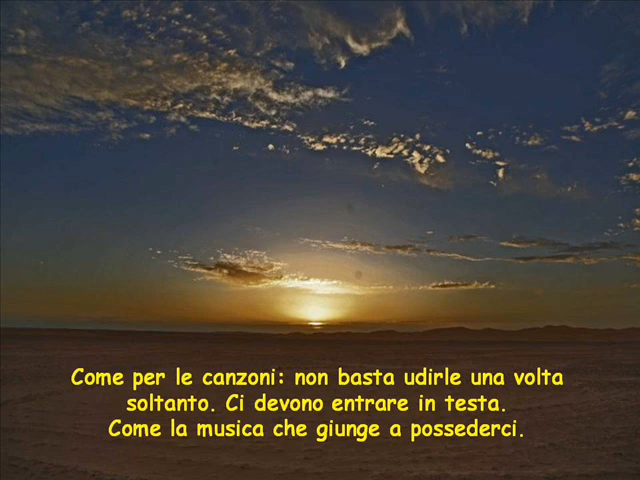 Come per le canzoni: non basta udirle una volta
soltanto. Ci devono entrare in testa.
Come la musica che giunge a possederci.